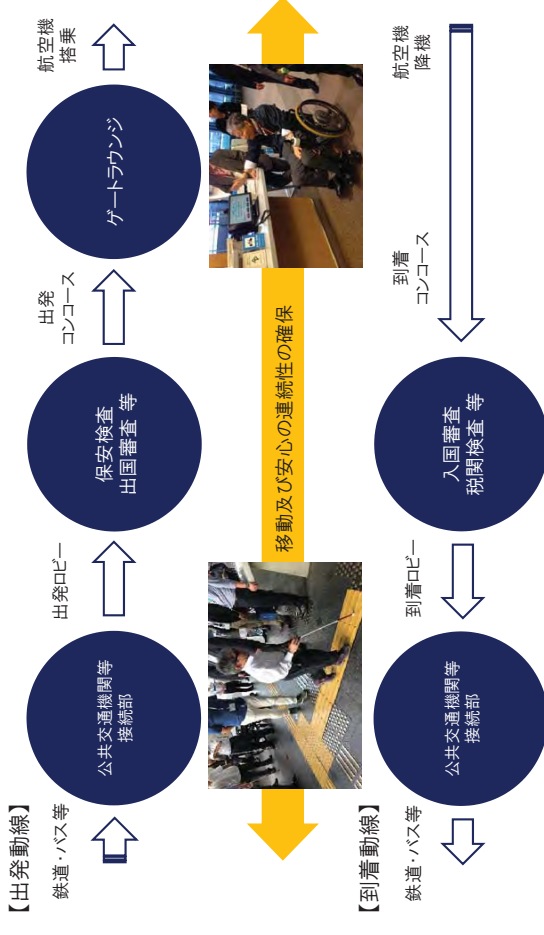 【出発動線】
鉄道・バス等
公共交通機関等
接続部
出発ロビー
保安検査
出国審査 等
出発
コンコース
ゲートラウンジ
航空機
搭乗
移動及び安心の連続性の確保
【到着動線】
鉄道・バス等
公共交通機関等
接続部
到着ロビー
入国審査
税関検査 等
到着
コンコース
航空機
降機